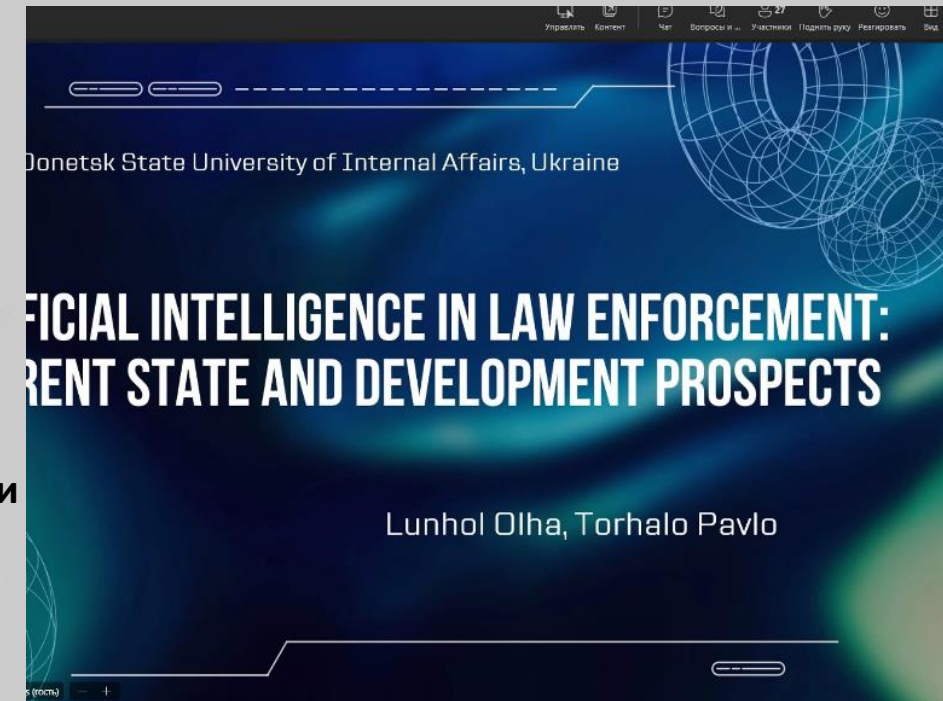 27
Управлять Контент Чат Вопросы и ... Участники Поднять руку Реагировать Вид
Donetsk State University of Internal Affairs, Ukraine
FICIAL INTELLIGENCE IN LAW ENFORCEMENT:
RENT STATE AND DEVELOPMENT PROSPECTS
и
Lunhol Olha, Torhalo Pavlo
s (гость) — +